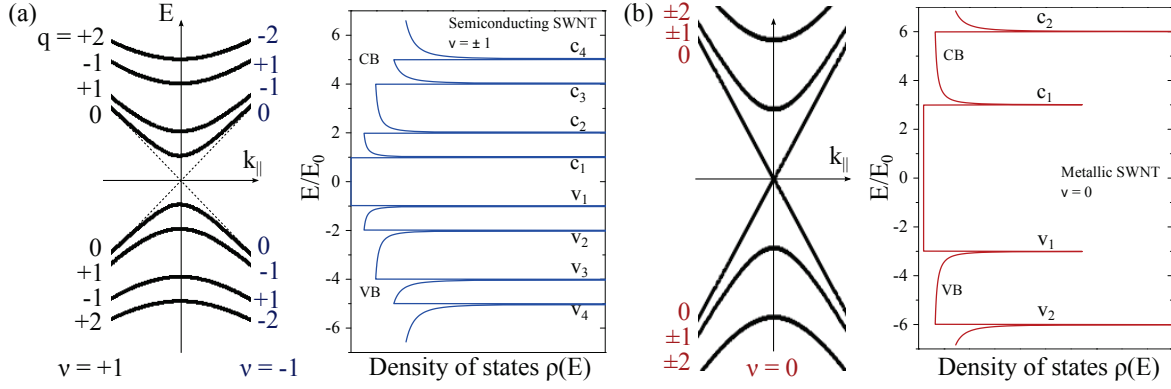 (a)
E
q = +2
-1
+1
0
-2
+1
-1
0
k∥
0
+1
-1
+2
0
-1
+1
-2
ν = +1
ν = -1
Semiconducting SWNT
ν = ± 1
CB
VB
c4
c3
c2
c1
v1
v2
v3
v4
E/E0
6
4
2
0
-2
-4
-6
Density of states ρ(E)
(b)
±2
±1
0
k∥
0
±1
±2
ν = 0
c2
CB
c1
Metallic SWNT
ν = 0
v1
VB
v2
E/E0
6
4
2
0
-2
-4
-6
Density of states ρ(E)